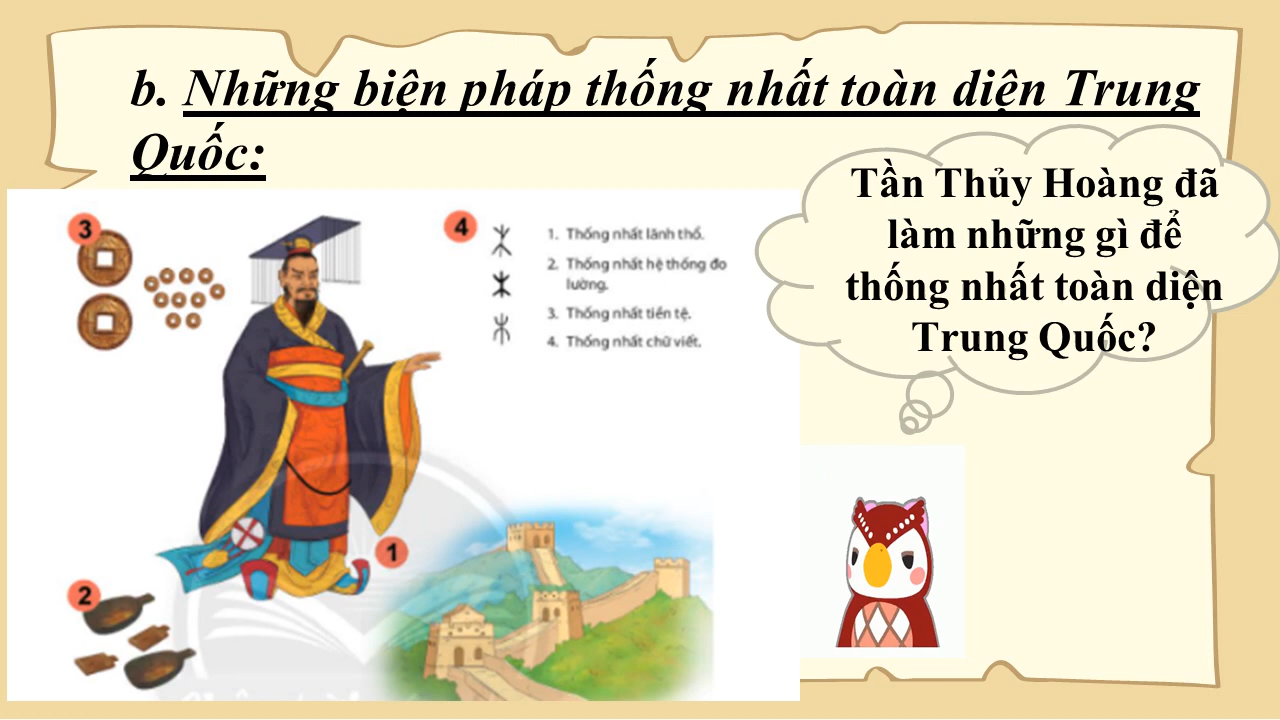 b. Những biện pháp thống nhất toàn diện Trung
Quốc:
Tần Thủy Hoàng đã
làm những gì để
thống nhất toàn diện
Trung Quốc?
3
4
1. Thống nhất lãnh thổ.
2. Thống nhất hệ thống đo
lường.
3. Thống nhất tiền tệ.
4. Thống nhất chữ viết.
1
2